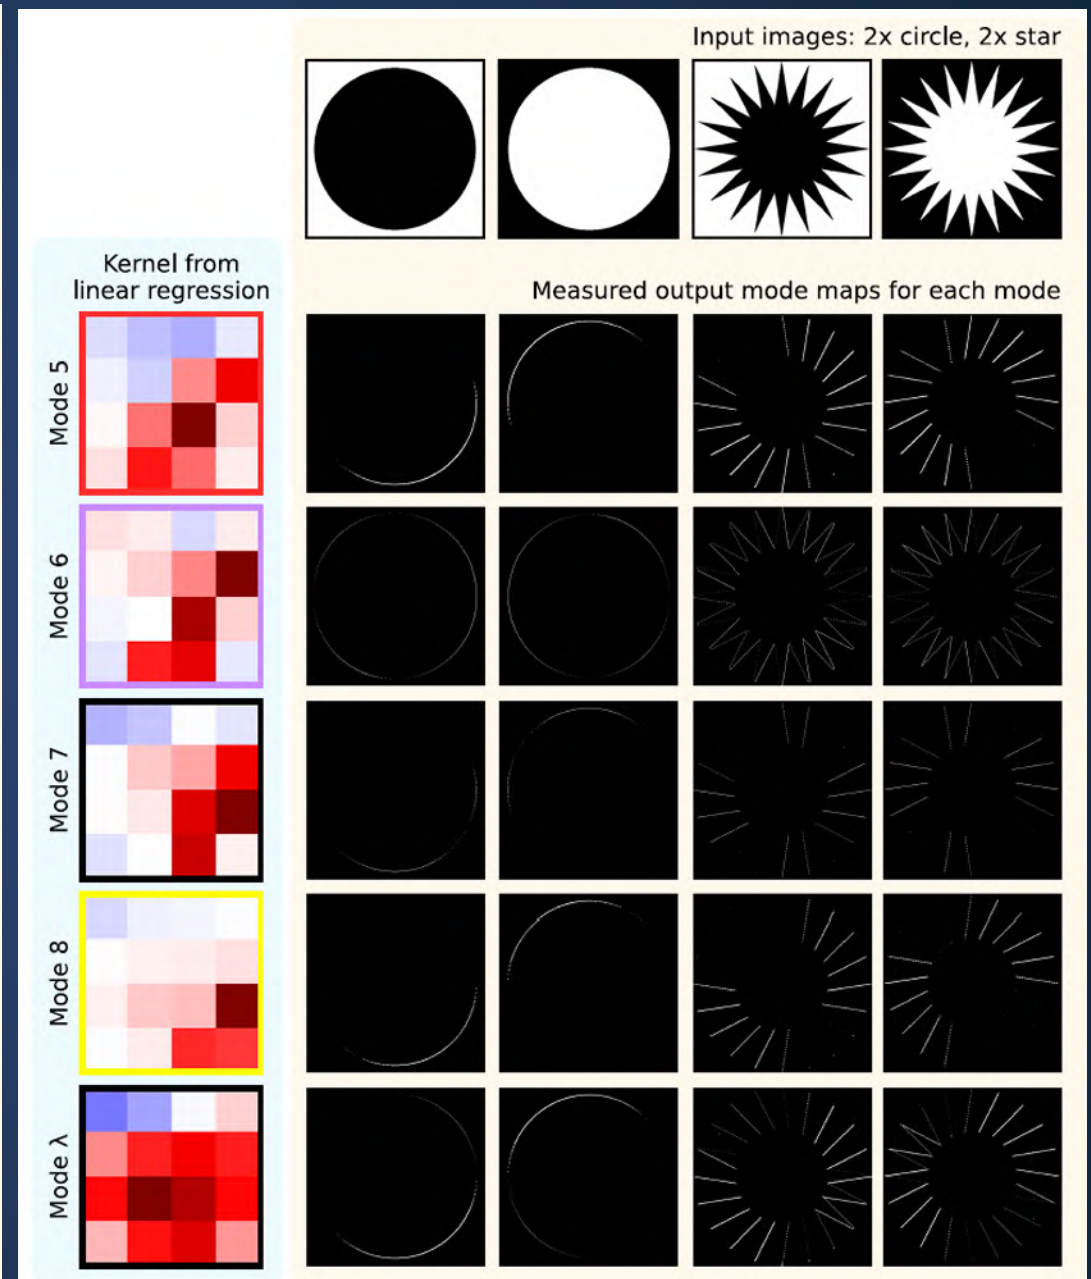 Input images: 2x circle, 2x star
Kernel from
linear regression
Measured output mode maps for each mode
Mode 5
Mode 6
Mode 7
Mode 8
Mode λ